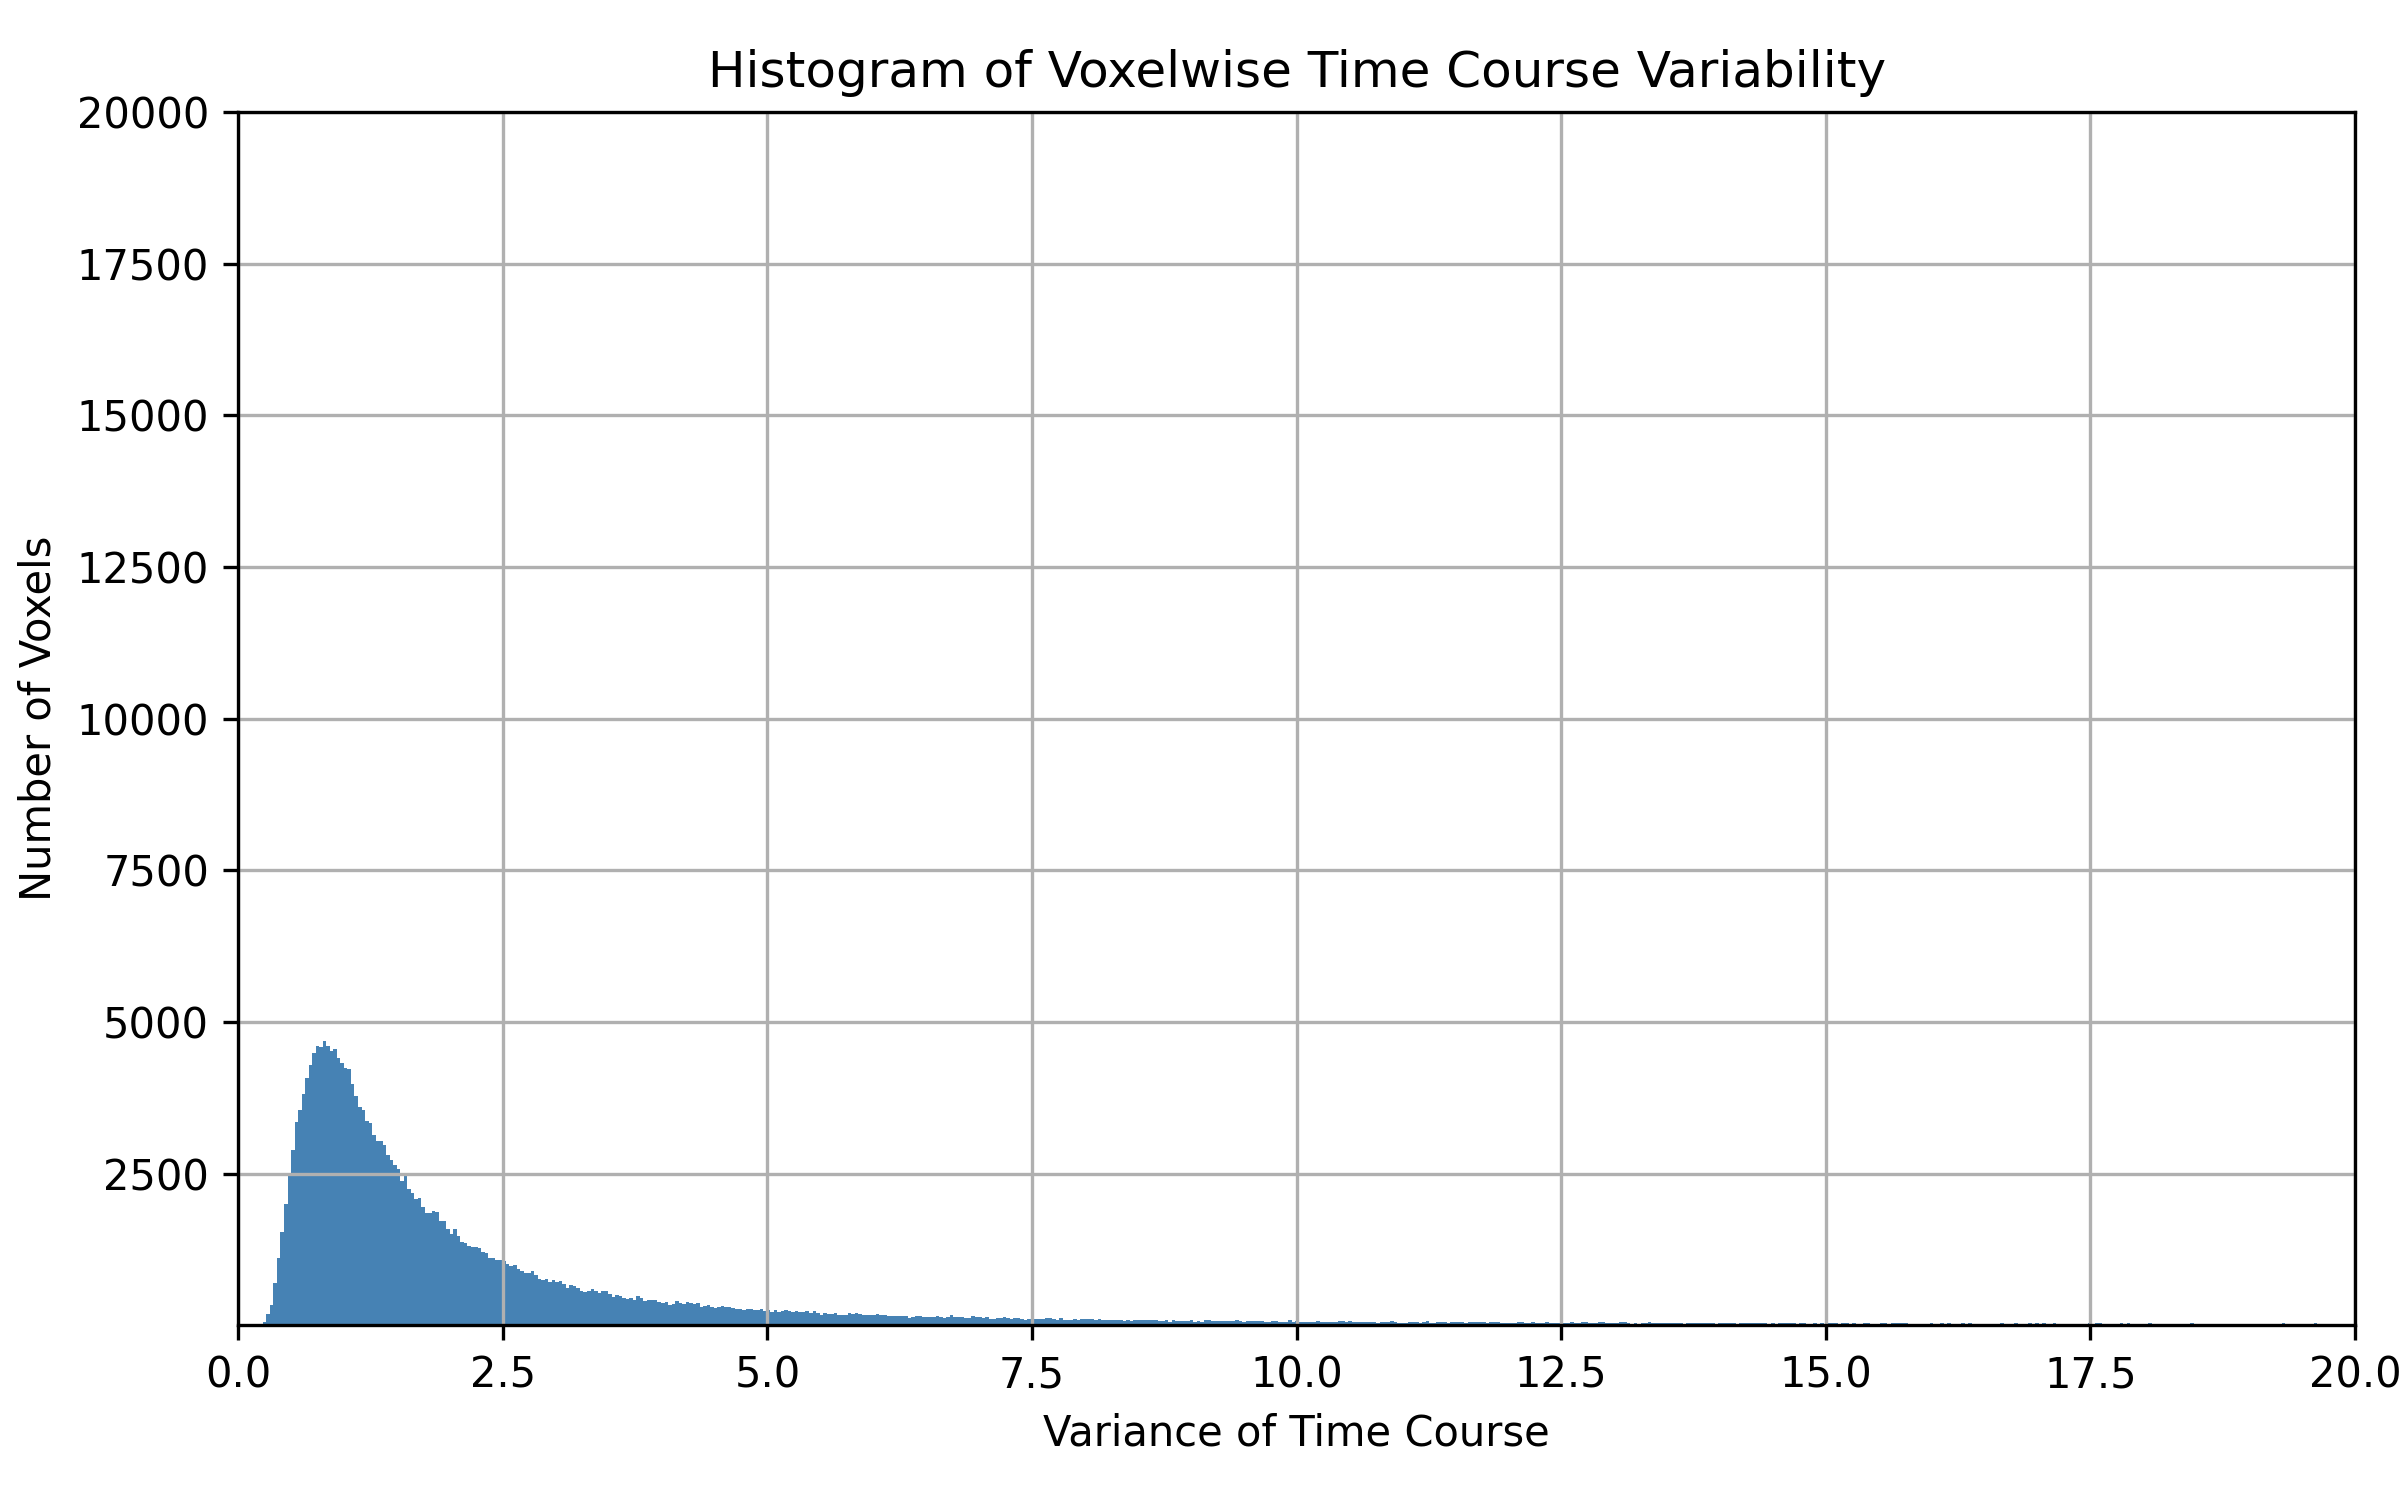 Histogram of Voxelwise Time Course Variability
20000
17500
15000
12500
10000
7500
5000
2500
Number of Voxels
0.0 2.5 5.0 7.5 10.0 12.5 15.0 17.5 20.0
Variance of Time Course